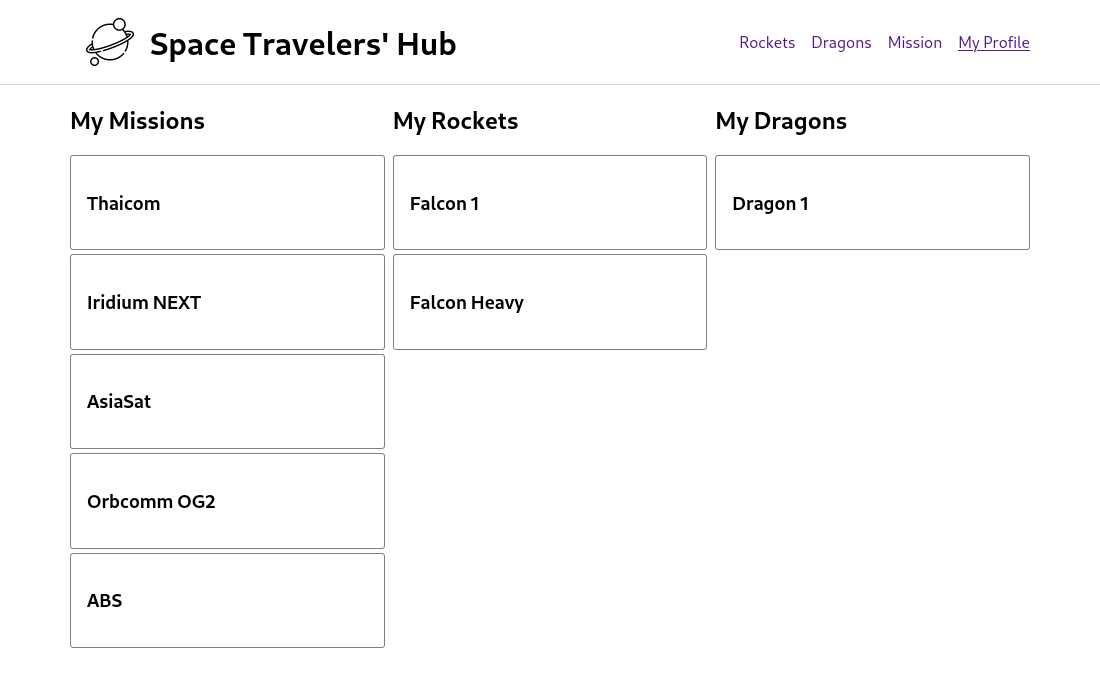 Space Travelers' Hub
Rockets Dragons Mission My Profile
My Missions
Thaicom
Iridium NEXT
AsiaSat
Orbcomm OG2
ABS
My Rockets
Falcon 1
Falcon Heavy
My Dragons
Dragon 1